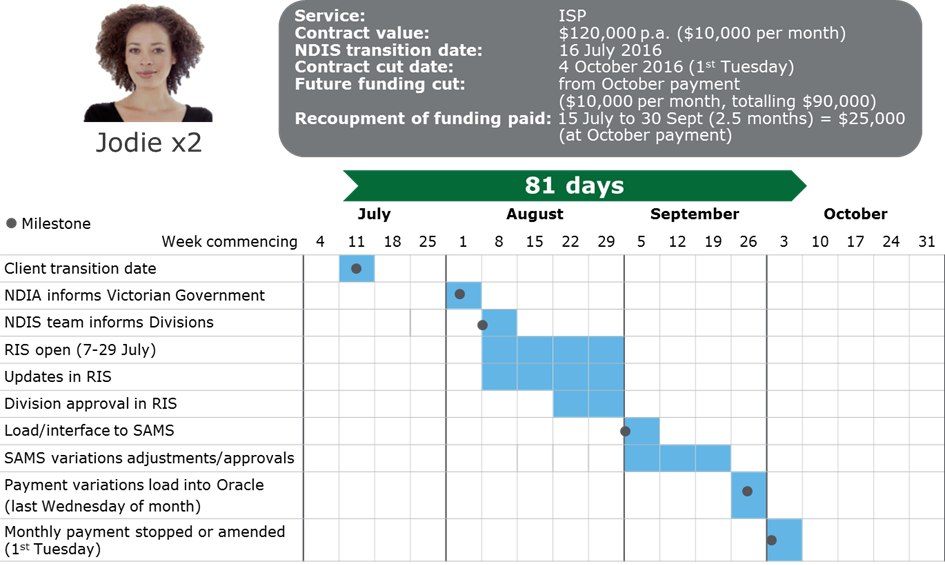 Service: ISP
Contract value: $120,000 p.a. ($10,000 per month)
NDIS transition date: 16 July 2016
Contract cut date: 4 October 2016 (1st Tuesday)
Future funding cut: from October payment
($10,000 per month, totalling $90,000)
Recoupment of funding paid: 15 July to 30 Sept (2.5 months) = $25,000
(at October payment)
Jodie x2
81 days
July August September October
Milestone
Week commencing 4 11 18 25 1 8 15 22 29 5 12 19 26 3 10 17 24 31
Client transition date
NDIA informs Victorian Government
NDIS team informs Divisions
RIS open (7-29 July)
Updates in RIS
Division approval in RIS
Load/interface to SAMS
SAMS variations adjustments/approvals
Payment variations load into Oracle
(last Wednesday of month)
Monthly payment stopped or amended
(1st Tuesday)